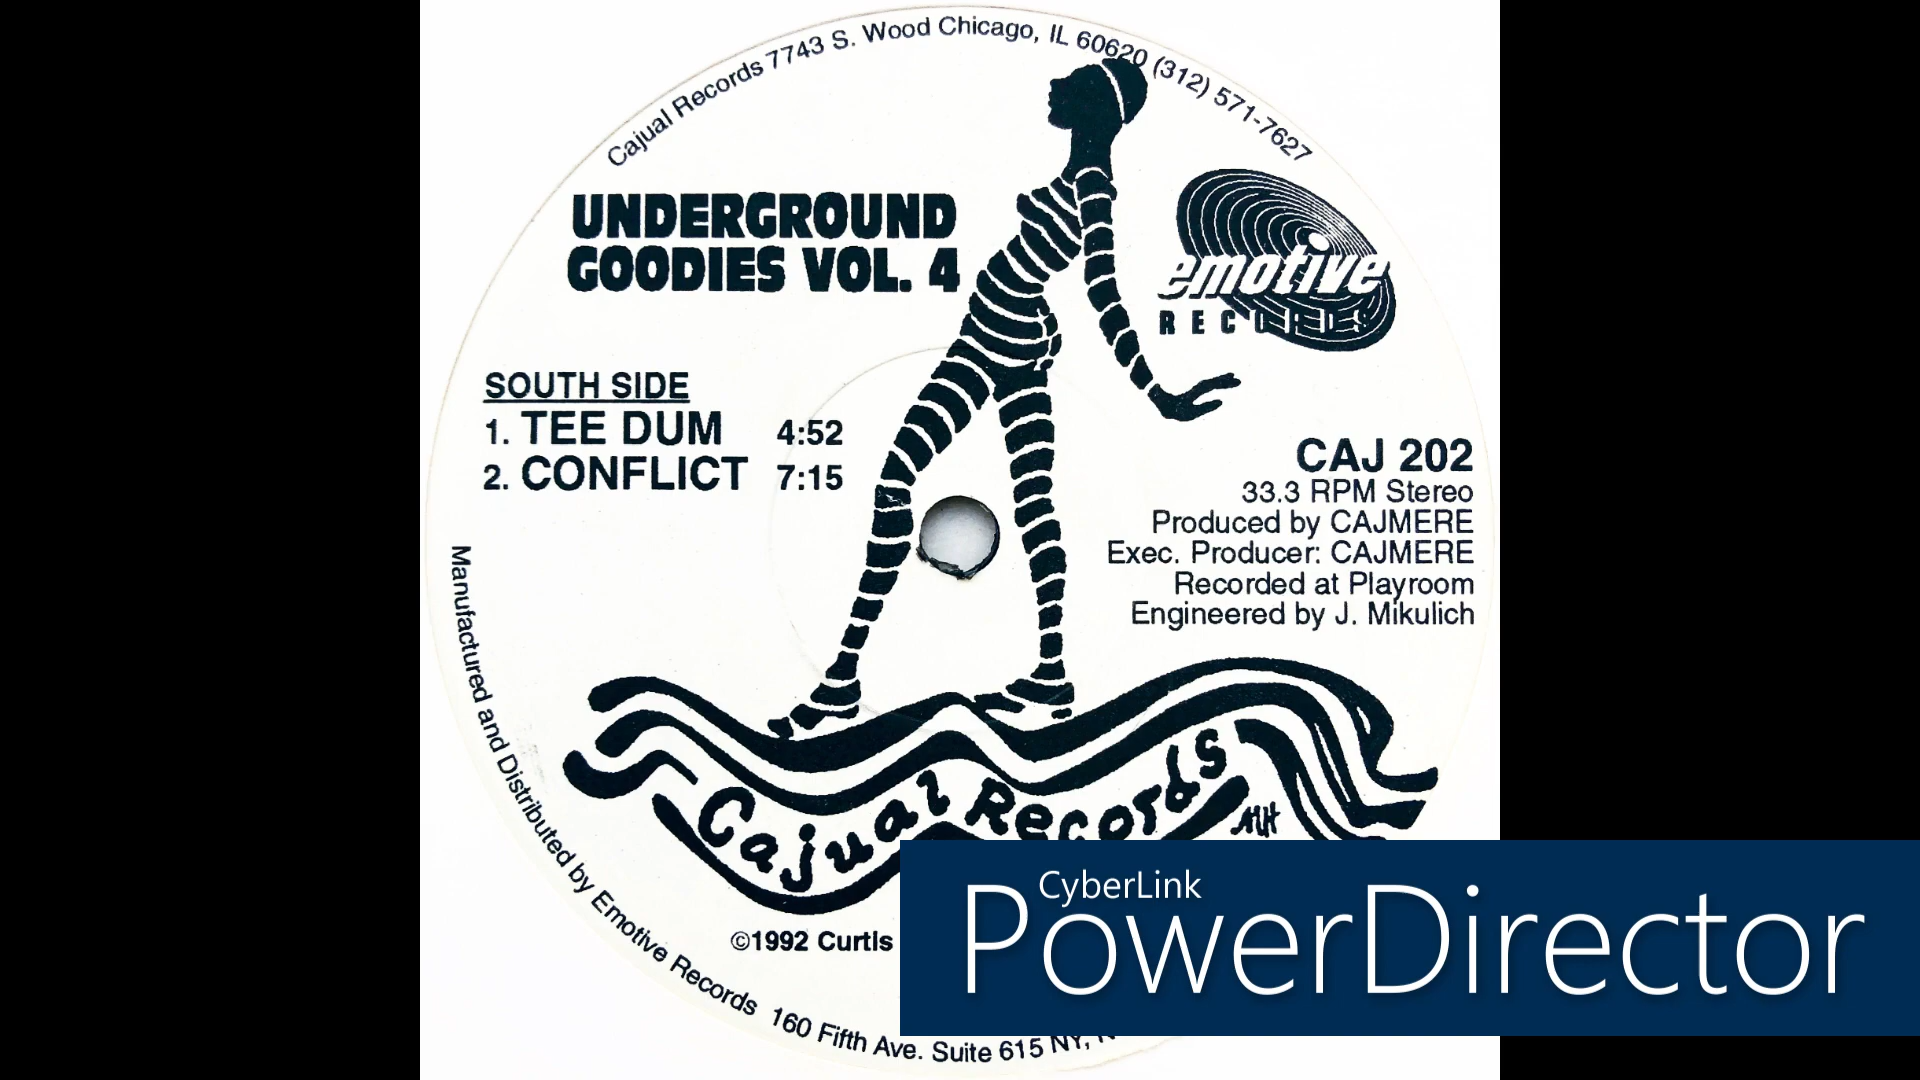 Cajual Records 7743 S. Wood Chicago, IL 60620 (312) 571-7627
UNDERGROUND
GOODIES VOL. 4
emotive
RECORDS
SOUTH SIDE
1. TEE DUM 4:52
2. CONFLICT 7:15
CAJ 202
33.3 RPM Stereo
Produced by CAJMERE
Exec. Producer: CAJMERE
Recorded at Playroom
Engineered by J. Mikulich
Cajual Records
©1992 Curtis
Manufactured and Distributed by Emotive Records 160 Fifth Ave. Suite 615 NY,
CyberLink
PowerDirector